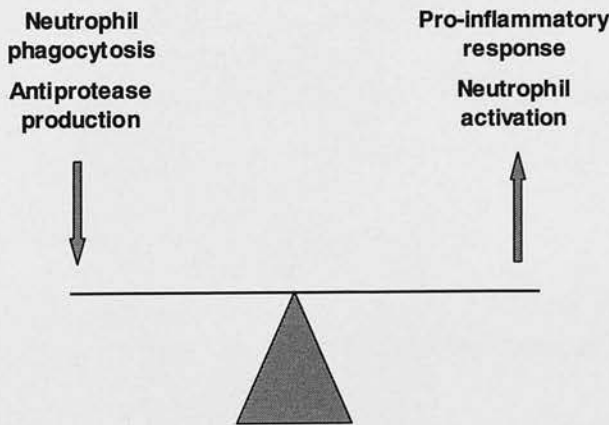 Neutrophil
phagocytosis
Antiprotease
production
Pro-inflammatory
response
Neutrophil
activation